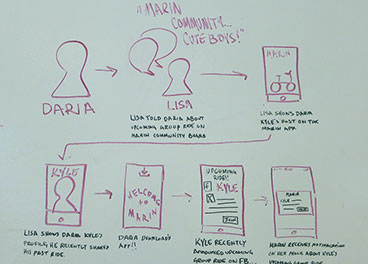 "MARIN
COMMUNITY...
CUTE BOYS!"
DARIA
LISA
MARIN
LISA TOLD DARIA ABOUT
UPCOMING GROUP RIDE ON
MARIN COMMUNITY BOARD
LISA SHOWS DARIA
KYLE'S POST ON THE
MARIN APP
KYLE
WELCOME
TO
MARIN
UPCOMING
RIDE!
KYLE
MARIN
LISA SHOWS DARIA KYLE'S
PROFILE, HE RECENTLY SHARED
HIS PAST RIDE.
DARIA DOWNLOADS
APP!!
KYLE RECENTLY
ANNOUNCED UPCOMING
GROUP RIDE ON FB...
RECEIVES NOTIFICATION
ON HER PHONE ABOUT KYLE'S
UPCOMING GROUP RIDE